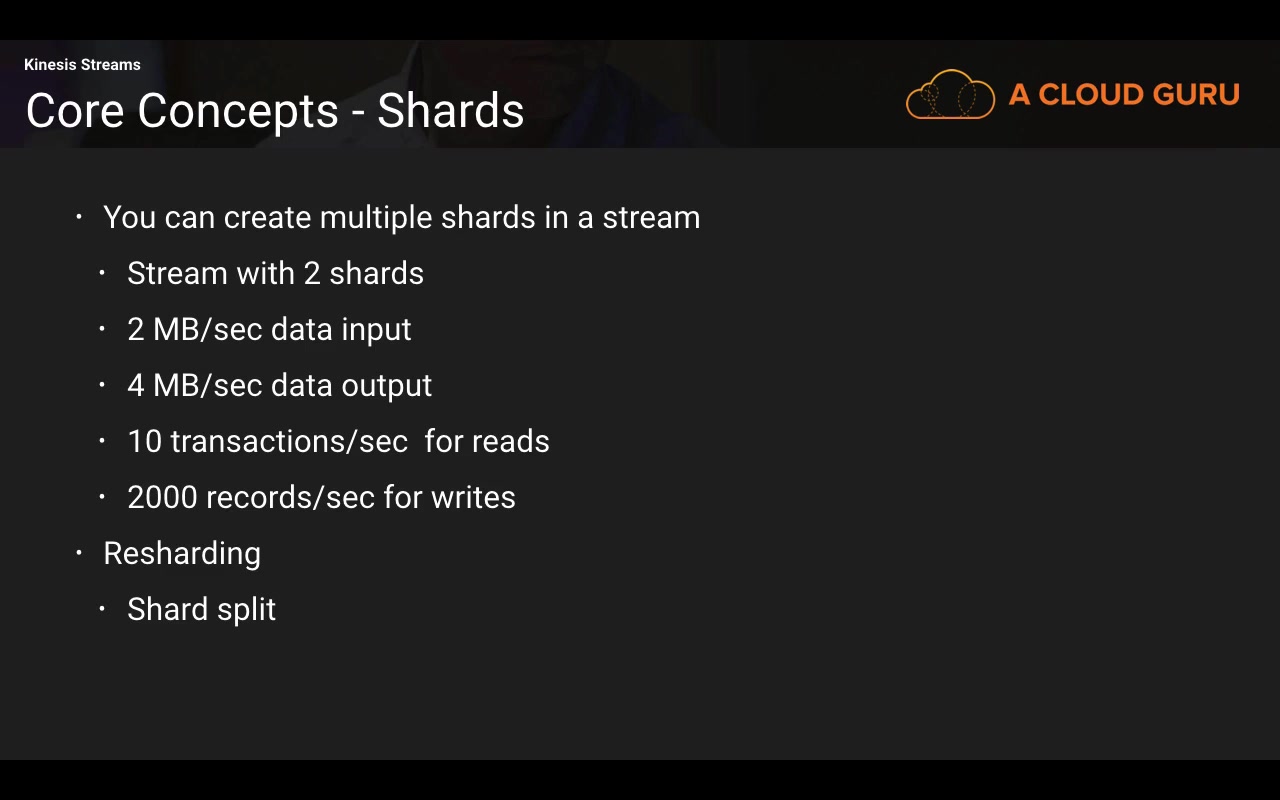 Kinesis Streams
Core Concepts - Shards
A CLOUD GURU
· You can create multiple shards in a stream
· Stream with 2 shards
· 2 MB/sec data input
· 4 MB/sec data output
· 10 transactions/sec  for reads
· 2000 records/sec for writes
· Resharding
· Shard split